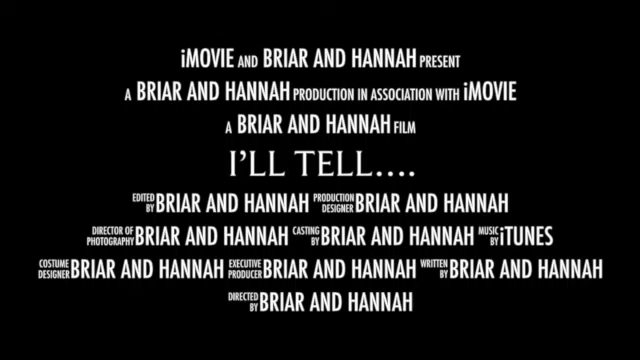 iMOVIE AND BRIAR AND HANNAH PRESENT
A BRIAR AND HANNAH PRODUCTION IN ASSOCIATION WITH iMOVIE
A BRIAR AND HANNAH FILM
I'LL TELL....
EDITED BY BRIAR AND HANNAH PRODUCTION DESIGNER BRIAR AND HANNAH
DIRECTOR OF PHOTOGRAPHY BRIAR AND HANNAH CASTING BY BRIAR AND HANNAH MUSIC BY iTUNES
COSTUME DESIGNER BRIAR AND HANNAH EXECUTIVE PRODUCER BRIAR AND HANNAH WRITTEN BY BRIAR AND HANNAH
DIRECTED BY BRIAR AND HANNAH